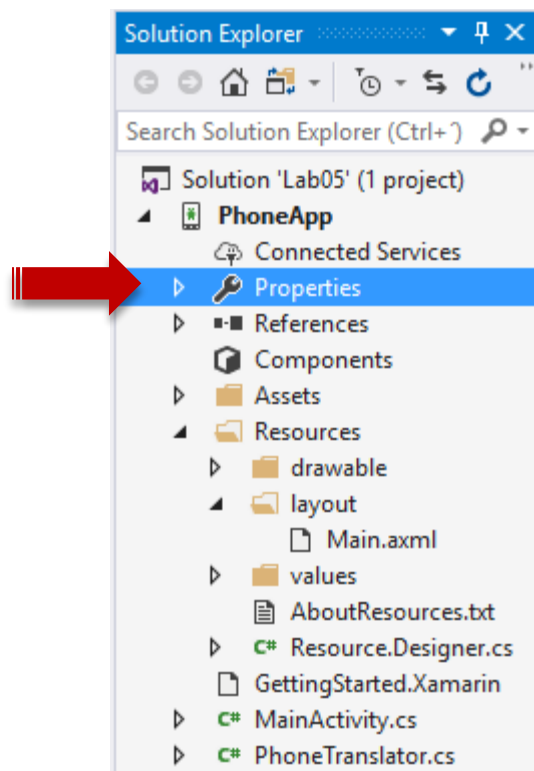 Solution Explorer
Search Solution Explorer (Ctrl+´)
Solution 'Lab05' (1 project)
PhoneApp
Connected Services
Properties
References
Components
Assets
Resources
drawable
layout
Main.axml
values
AboutResources.txt
C# Resource.Designer.cs
GettingStarted.Xamarin
C# MainActivity.cs
C# PhoneTranslator.cs